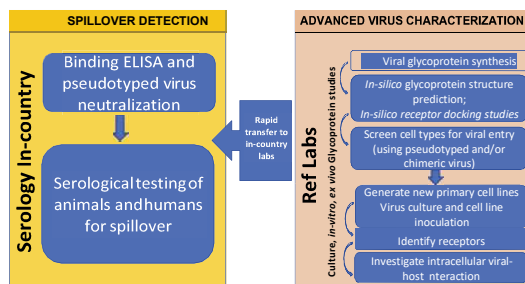 SPILLOVER DETECTION
Serology In-country
Binding ELISA and
pseudotyped virus
neutralization
Serological testing of
animals and humans
for spillover
Rapid
transfer to
in-country
labs
ADVANCED VIRUS CHARACTERIZATION
Ref Labs
Culture, in-vitro, ex vivo Glycoprotein studies
Viral glycoprotein synthesis
In-silico glycoprotein structure
prediction;
In-silico receptor docking studies
Screen cell types for viral entry
(using pseudotyped and/or
chimeric virus)
Generate new primary cell lines
Virus culture and cell line
inoculation
Identify receptors
Investigate intracellular viral-
host nteraction